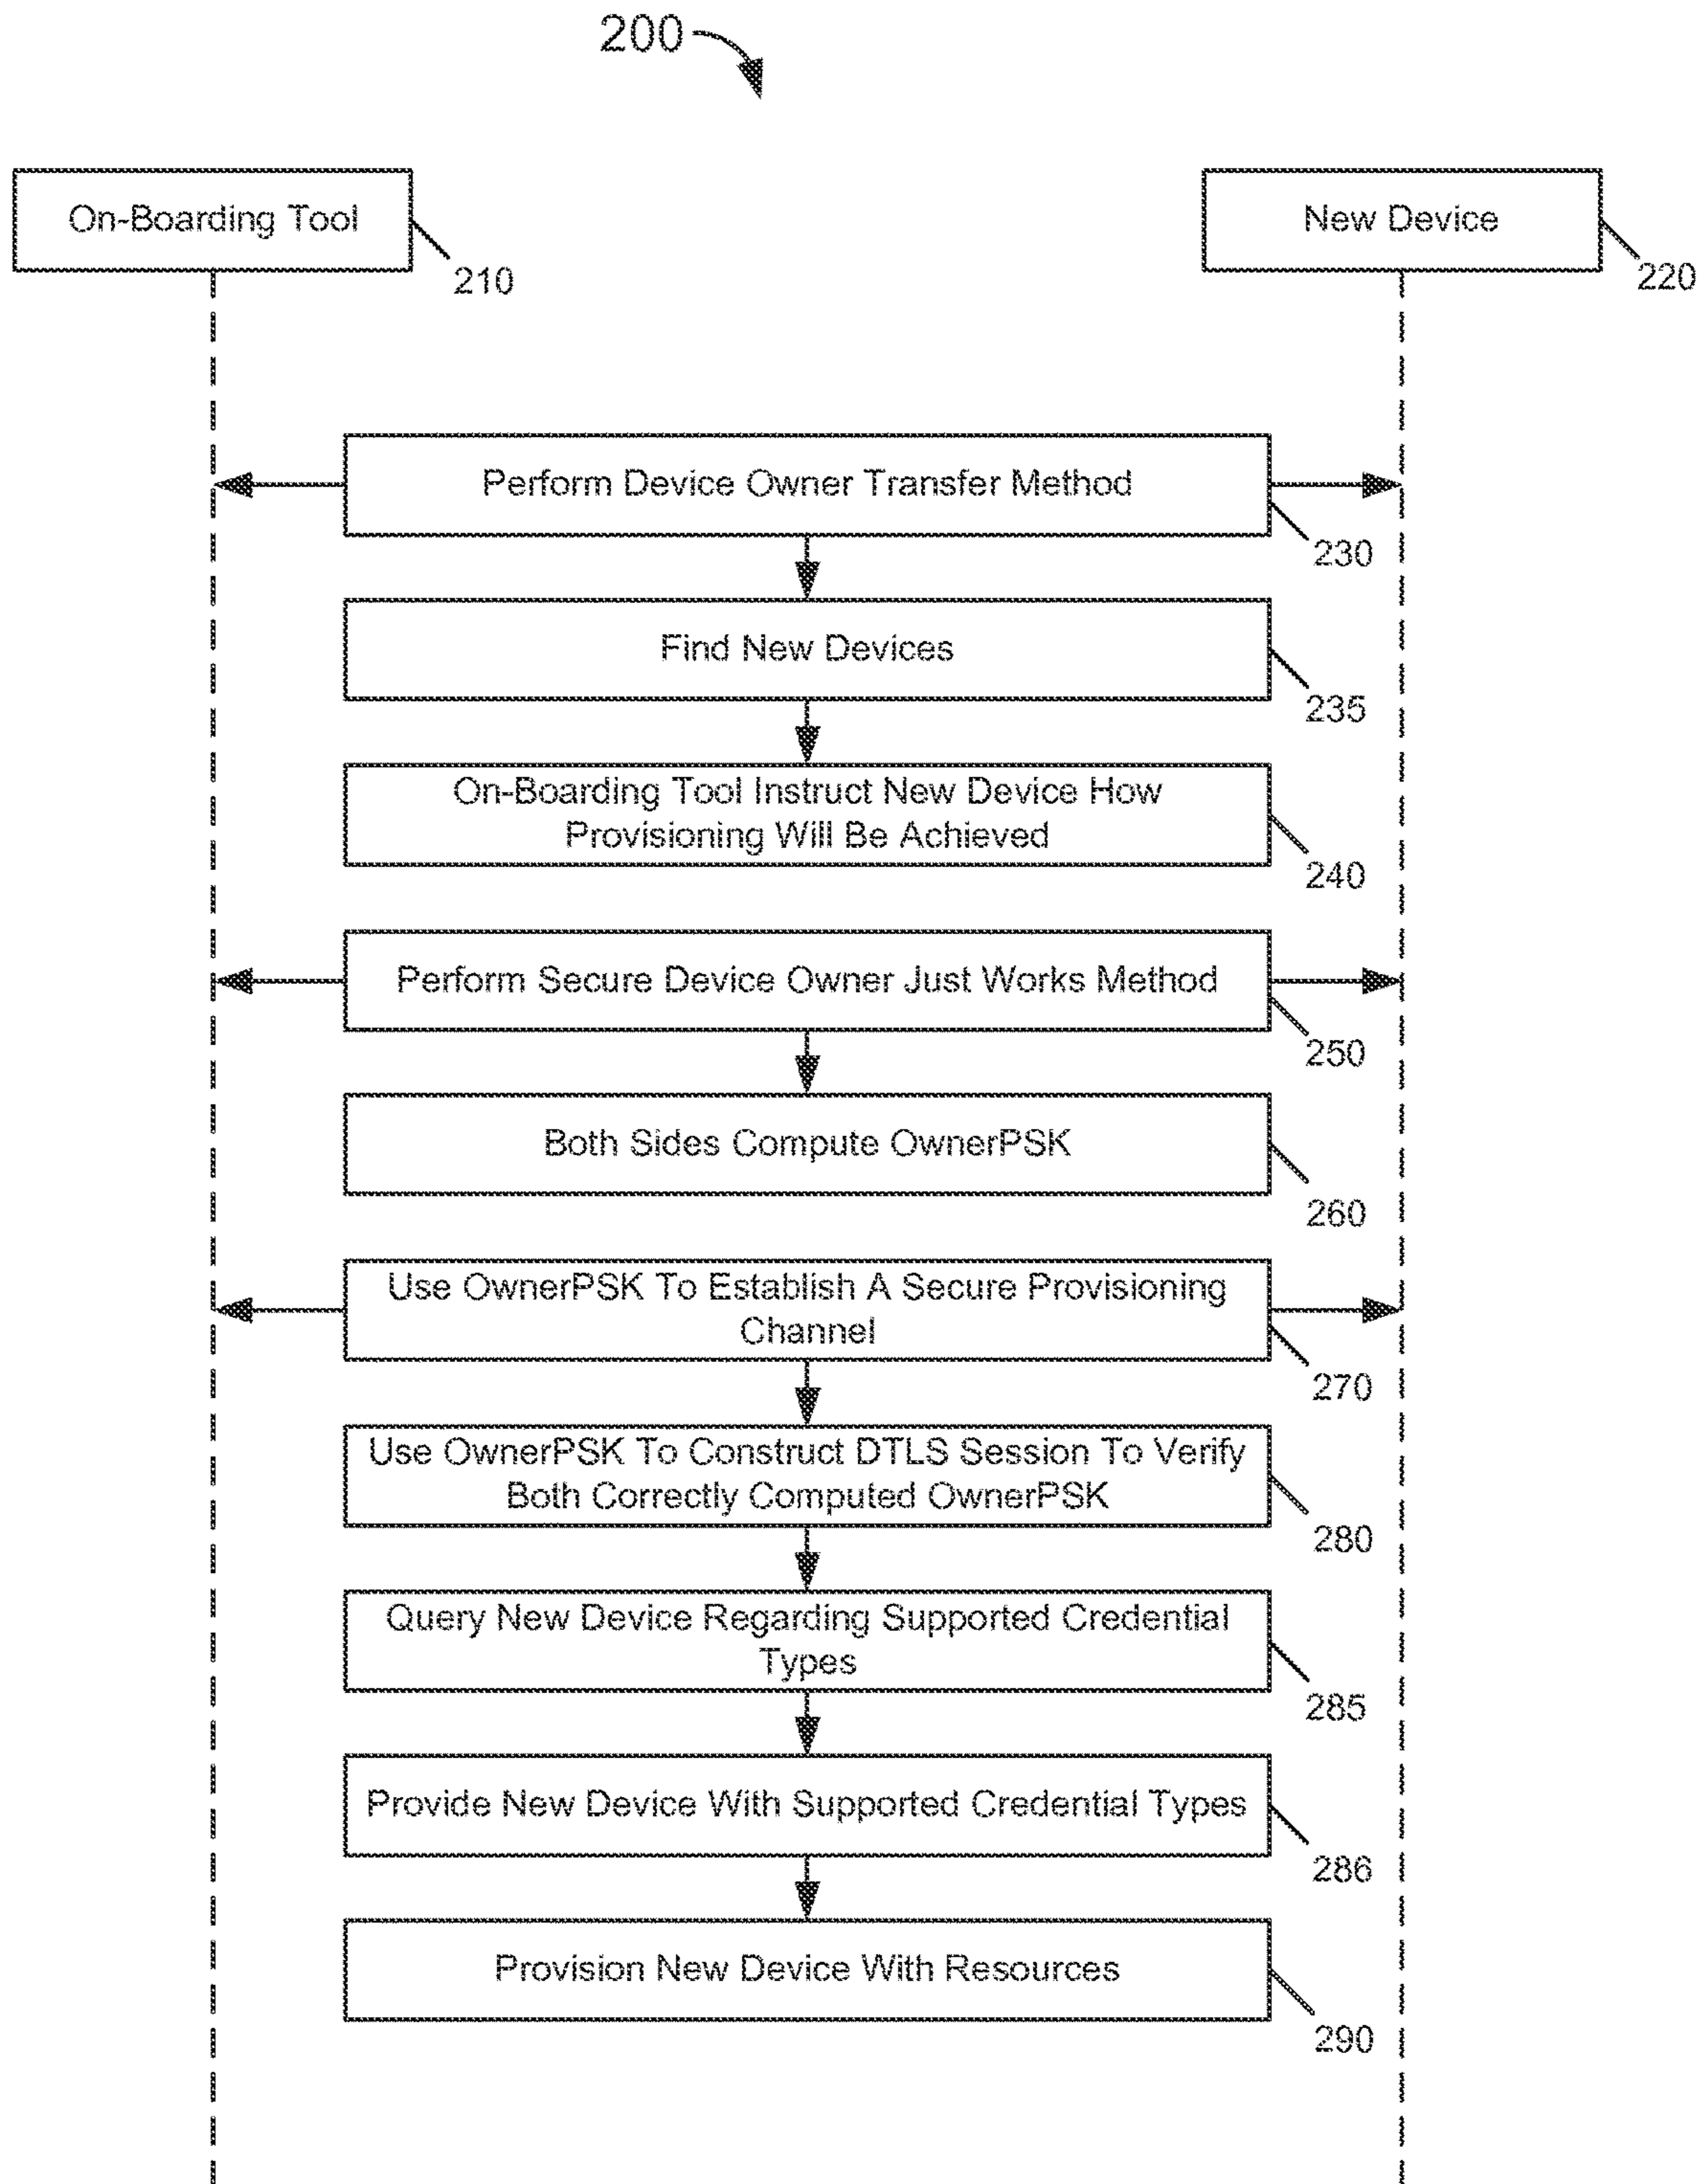 200
On-Boarding Tool
210
New Device
220
Perform Device Owner Transfer Method
230
Find New Devices
235
On-Boarding Tool Instruct New Device How
Provisioning Will Be Achieved
240
Perform Secure Device Owner Just Works Method
250
Both Sides Compute OwnerPSK
260
Use OwnerPSK To Establish A Secure Provisioning
Channel
270
Use OwnerPSK To Construct DTLS Session To Verify
Both Correctly Computed OwnerPSK
280
Query New Device Regarding Supported Credential
Types
285
Provide New Device With Supported Credential Types
286
Provision New Device With Resources
290